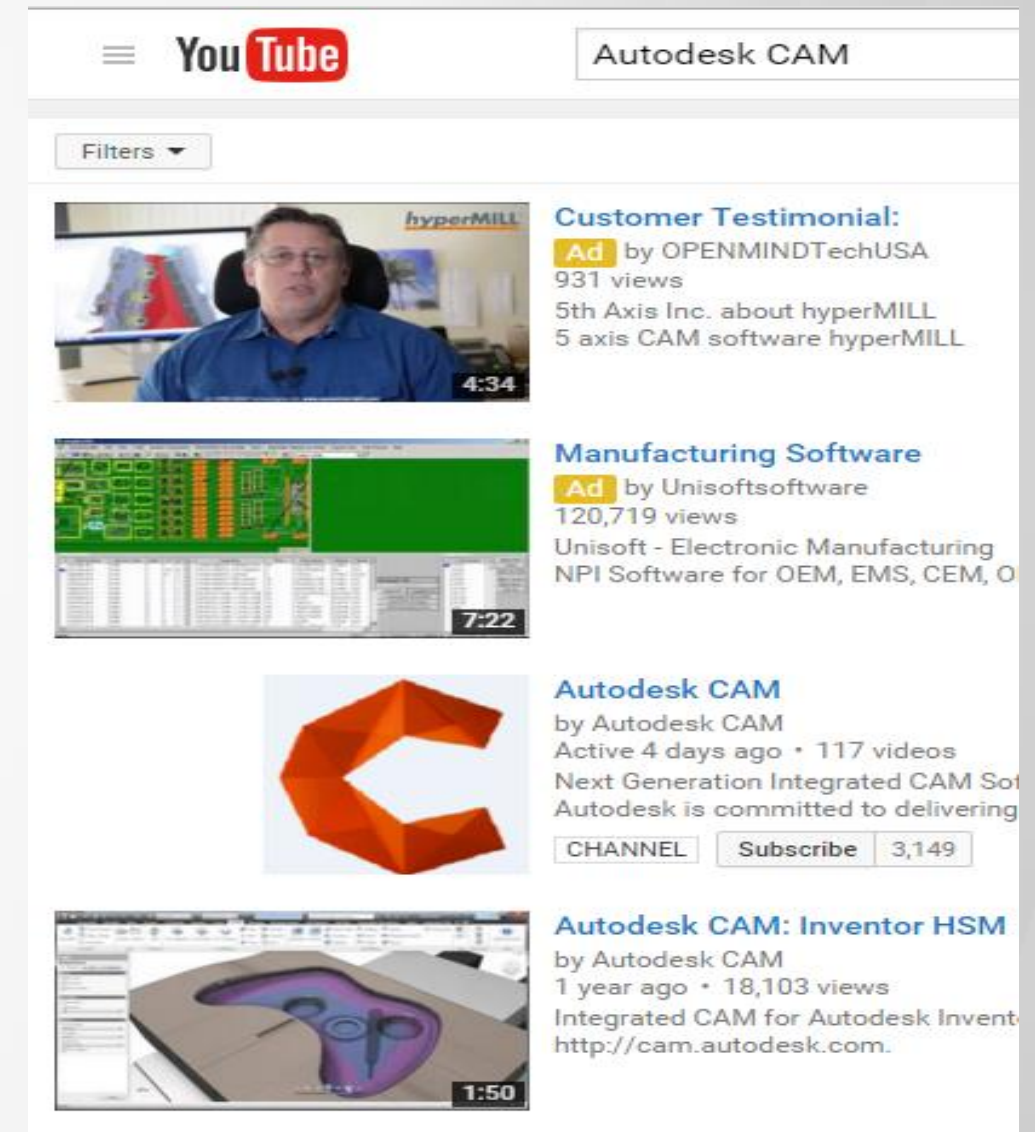 YouTube
Autodesk CAM
Filters
hyperMILL
4:34
Customer Testimonial:
Ad by OPENMINDTechUSA
931 views
5th Axis Inc. about hyperMILL
5 axis CAM software hyperMILL
7:22
Manufacturing Software
Ad by Unisoftsoftware
120,719 views
Unisoft - Electronic Manufacturing
NPI Software for OEM, EMS, CEM,
Autodesk CAM
by Autodesk CAM
Active 4 days ago • 117 videos
Next Generation Integrated CAM
Autodesk is committed to delivering
CHANNEL Subscribe 3,149
1:50
Autodesk CAM: Inventor HSM
by Autodesk CAM
1 year ago • 18,103 views
Integrated CAM for Autodesk
http://cam.autodesk.com.